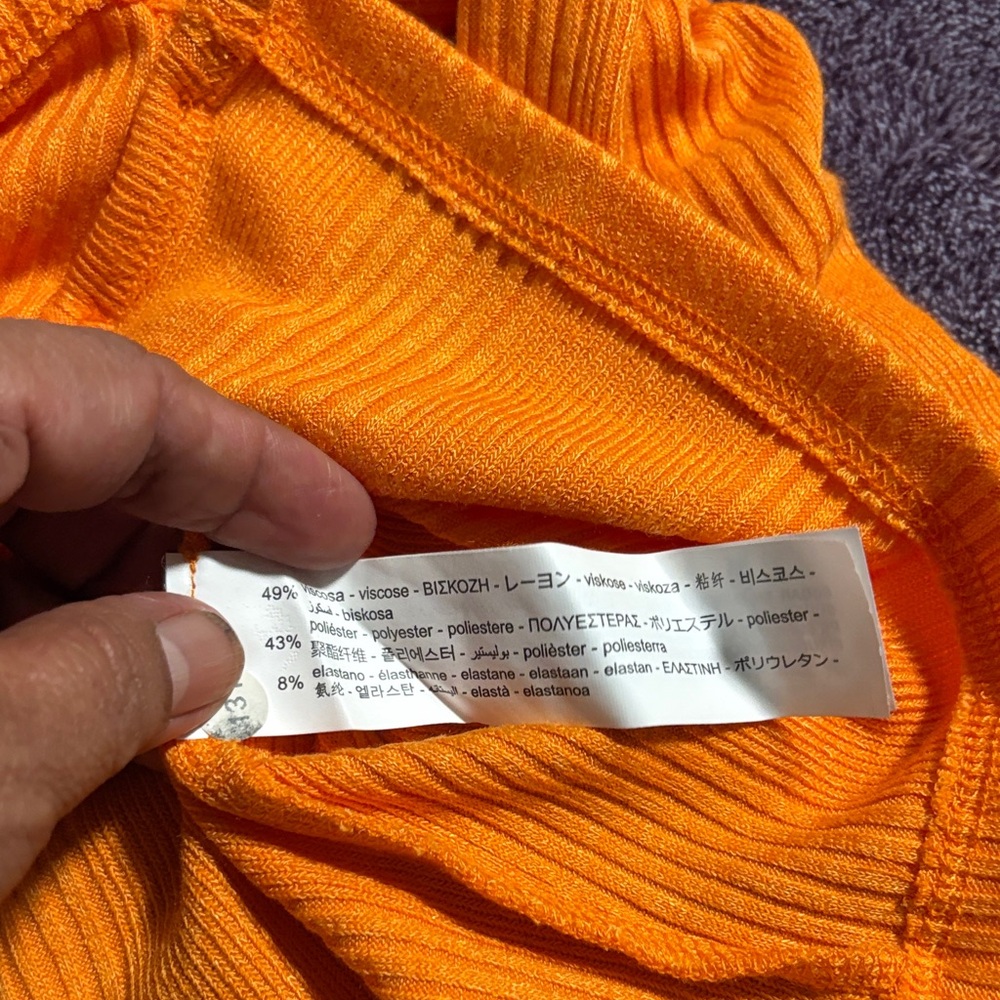 49% viscosa - viscose - ΒΙΣΚΟΖΗ - レーヨン - viskose - viskoza - 粘纤 - 비스코스 -
فسكوز - biskosa
43% poliéster - polyester - poliestere - ΠΟΛΥΕΣΤΕΡΑΣ - ポリエステル - poliester -
聚酯纤维 - 폴리에스터 - بوليستير - polièster - poliesterra
8% elastano - élasthanne - elastane - elastaan - elastan - ΕΛΑΣΤΙΝΗ - ポリウレタン -
氨纶 - 엘라스탄 - - elastà - elastanoa